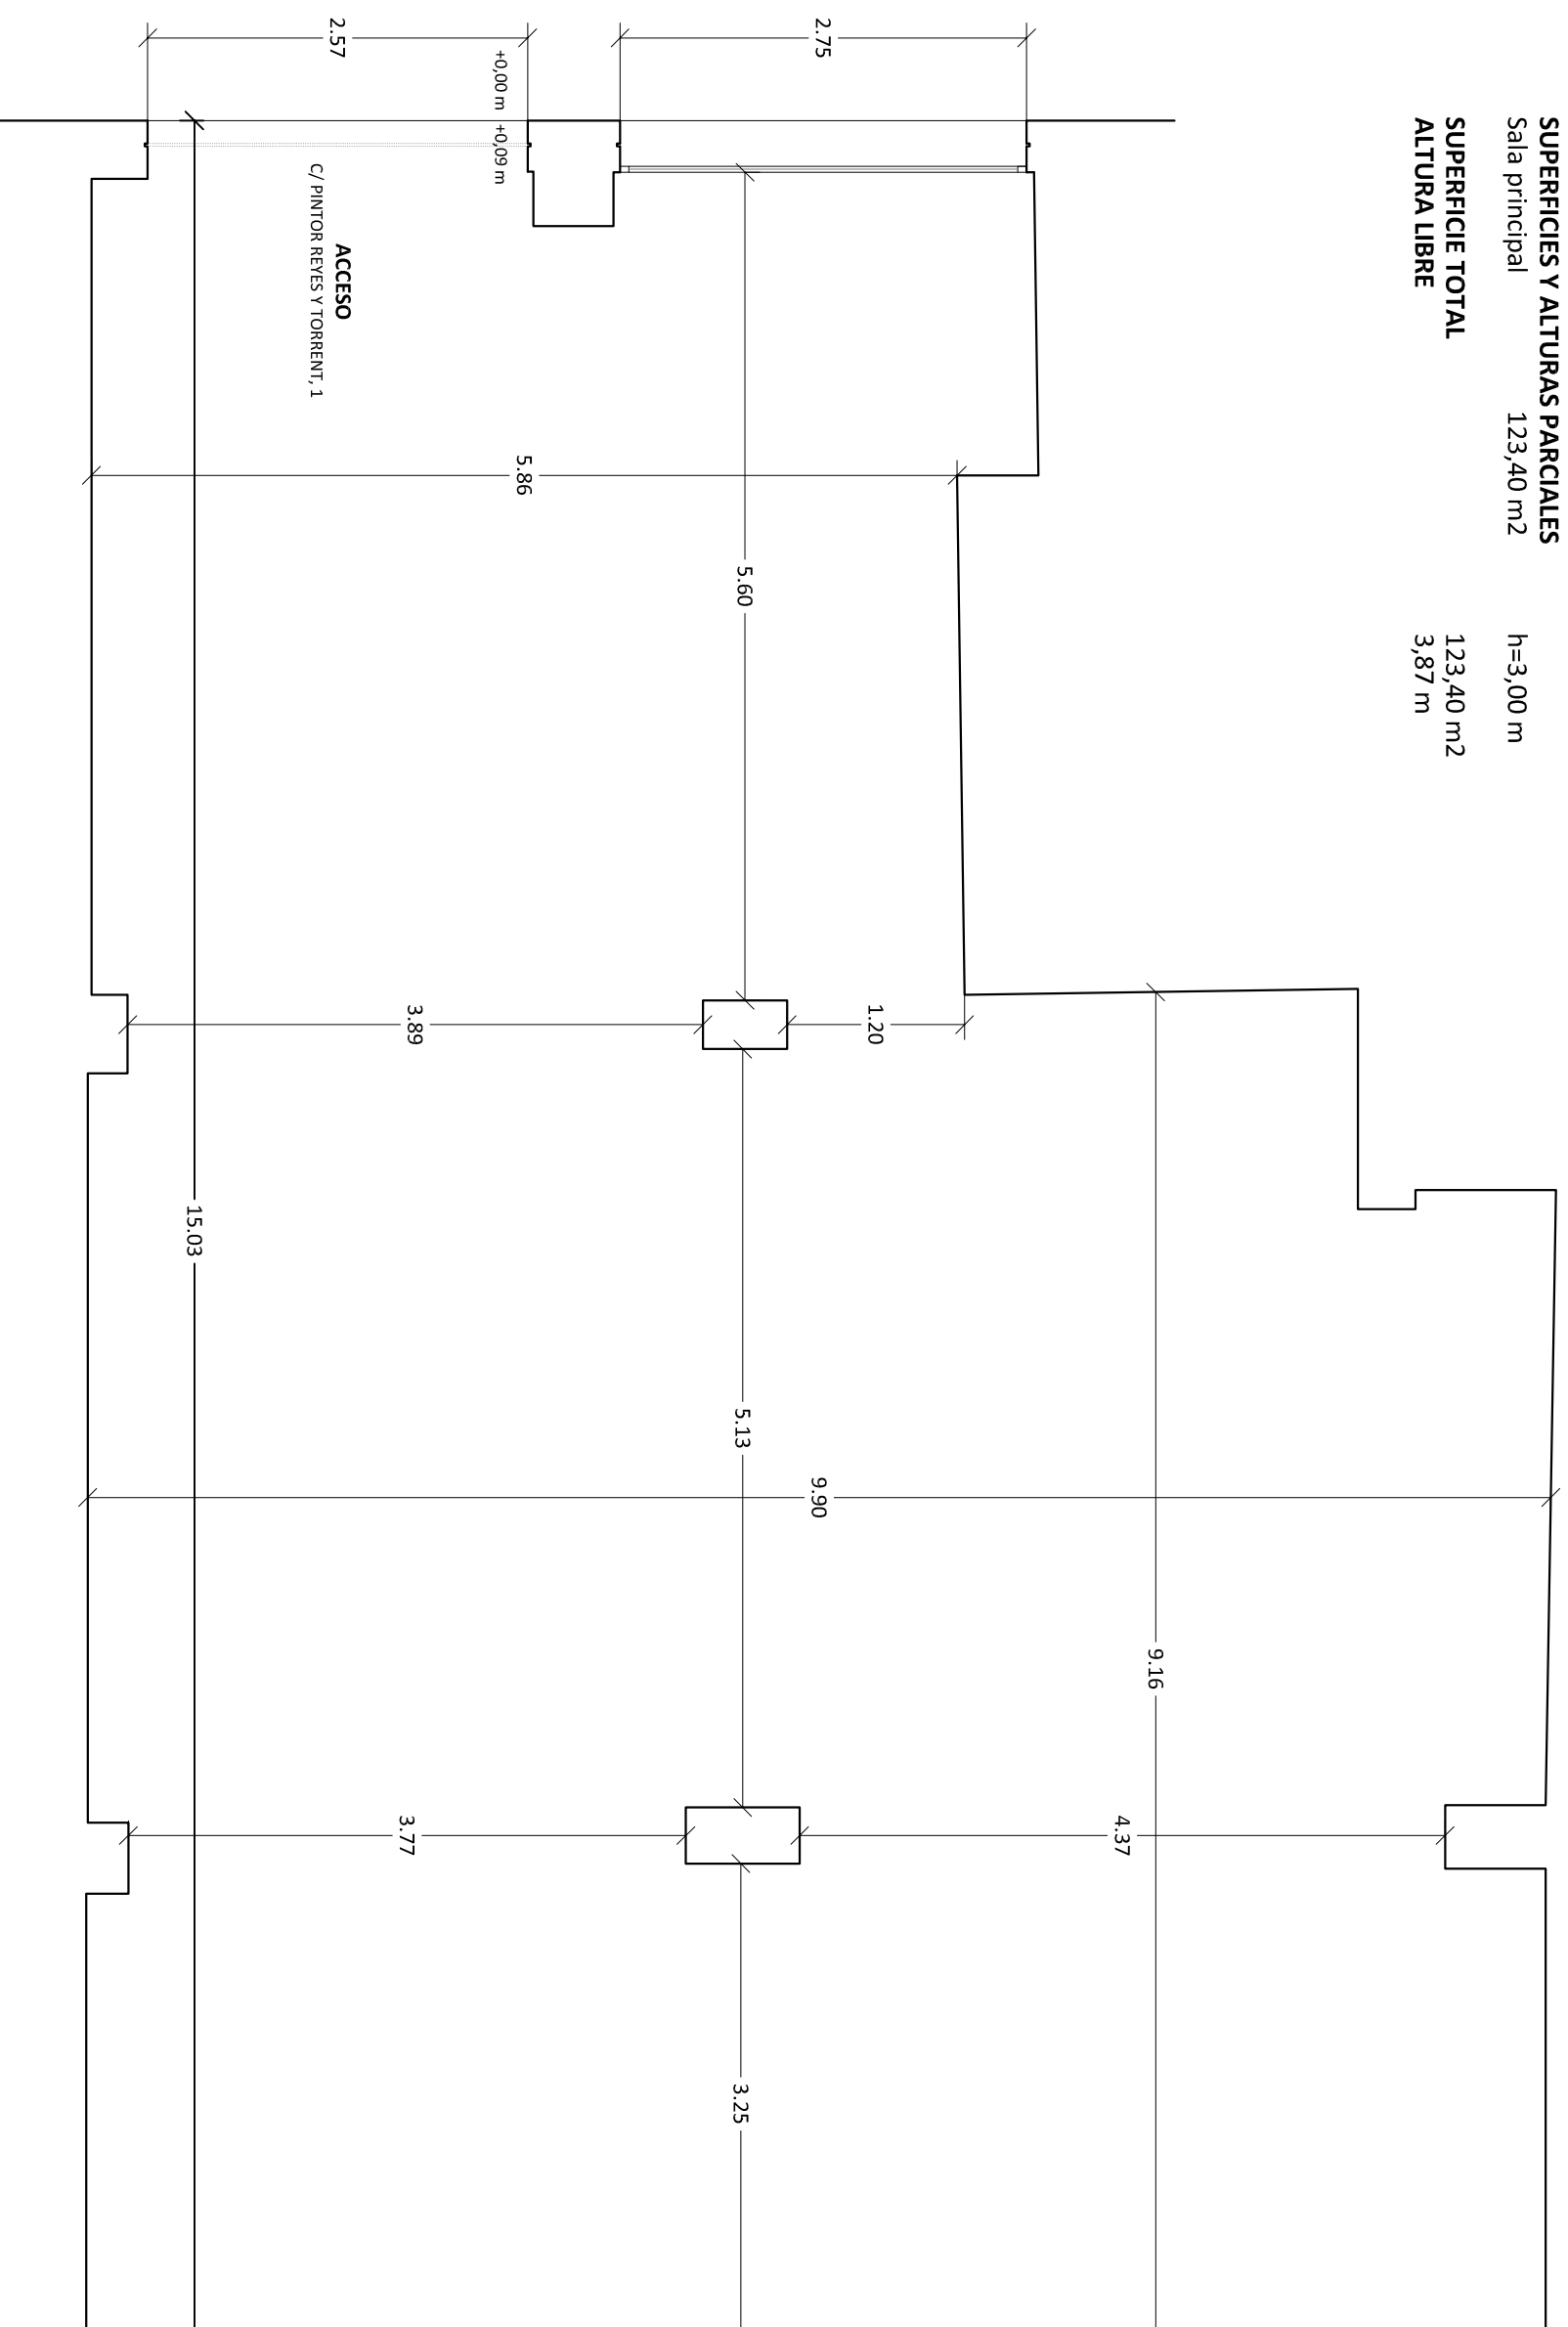 SUPERFICIES Y ALTURAS PARCIALES
Sala principal 123,40 m2 h=3,00 m
SUPERFICIE TOTAL 123,40 m2
ALTURA LIBRE 3,87 m
2.75
2.57
+0,00 m +0,09 m
ACCESO
C/ PINTOR REYES Y TORRENT, 1
5.86
5.60
1.20
3.89
15.03
5.13
9.90
9.16
4.37
3.77
3.25